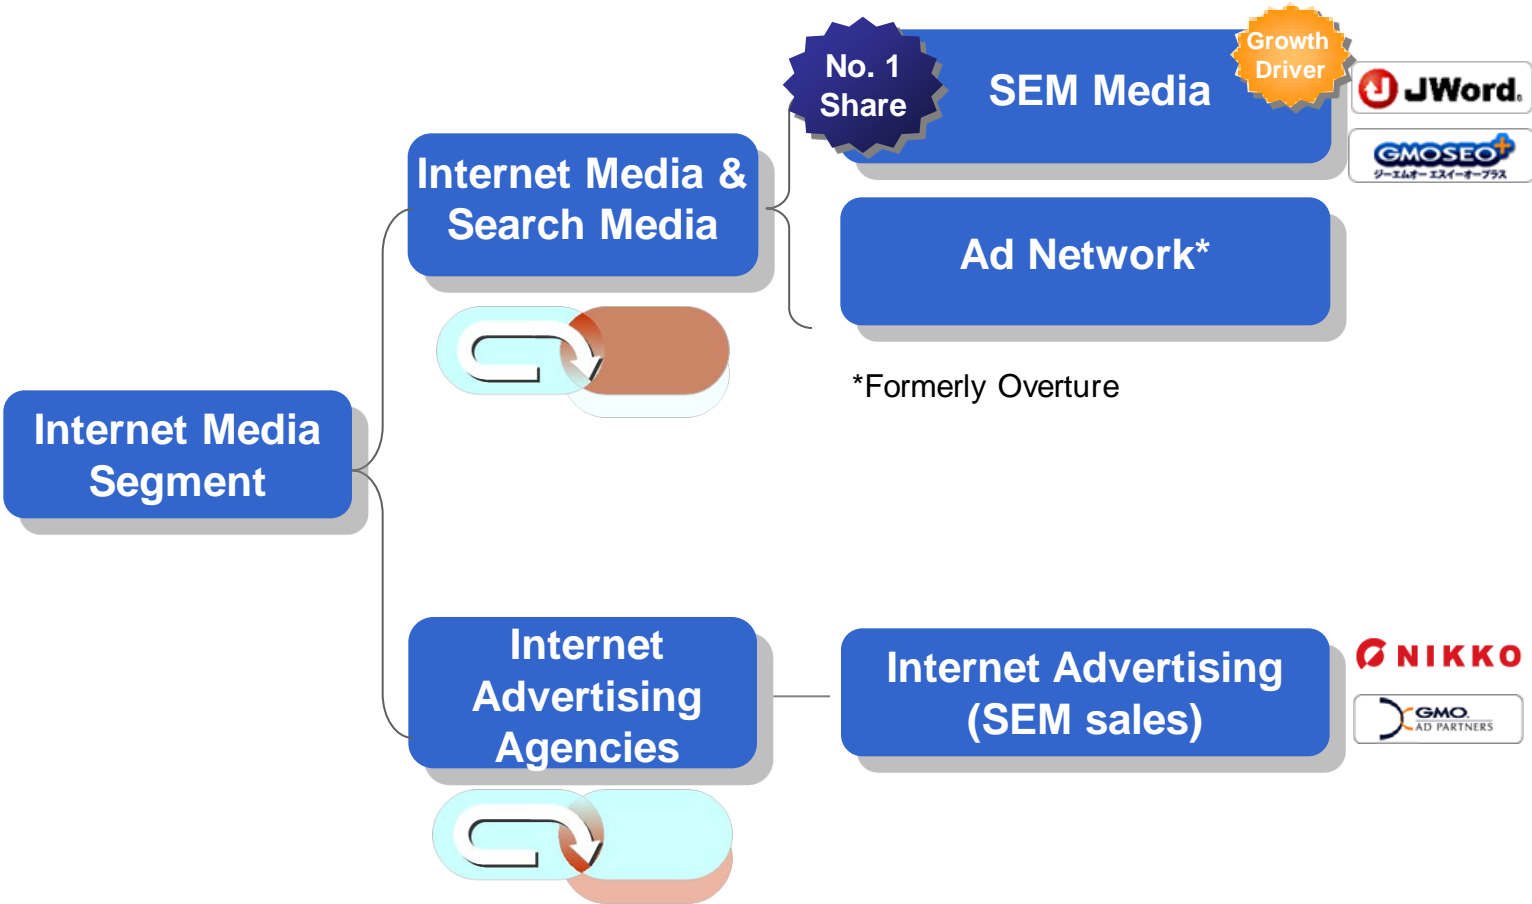 No. 1
Share
SEM Media
Growth
Driver
JWord.
GMOSEO+
ジーエムオー エスイーオープラス
Internet Media &
Search Media
Ad Network*
*Formerly Overture
Internet Media
Segment
Internet
Advertising
Agencies
Internet Advertising
(SEM sales)
NIKKO
GMO.
AD PARTNERS